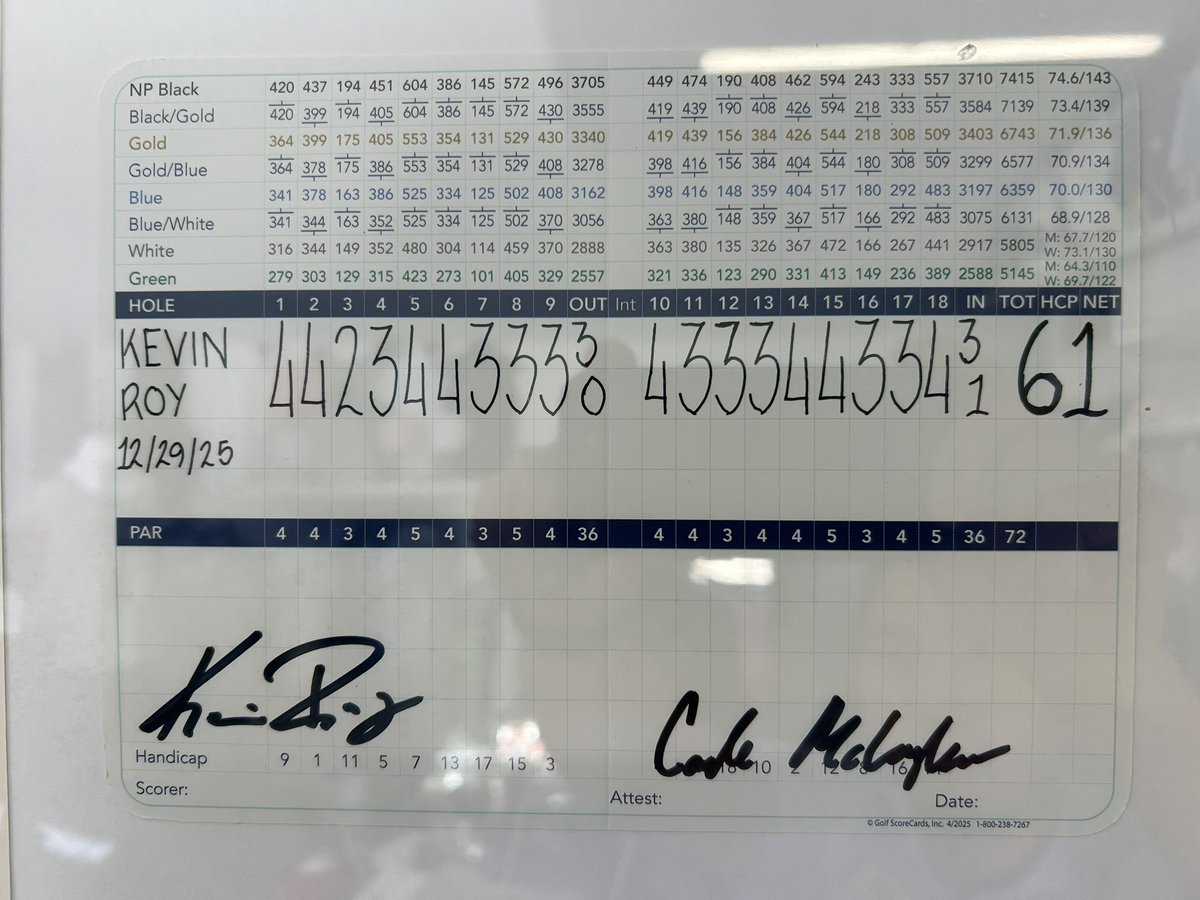 NP Black 420 437 194 451 604 386 145 572 496 3705 449 474 190 408 462 594 243 333 557 3710 7415 74.6/143
Black/Gold 420 399 194 405 604 386 145 572 430 3555 419 439 190 408 426 594 218 333 557 3584 7139 73.4/139
Gold 364 399 175 405 553 354 131 529 430 3340 419 439 156 384 426 544 218 308 509 3403 6743 71.9/136
Gold/Blue 364 378 175 386 553 354 131 529 408 3278 398 416 156 384 404 544 180 308 509 3299 6577 70.9/134
Blue 341 378 163 386 525 334 125 502 408 3162 398 416 148 359 404 517 180 292 483 3197 6359 70.0/130
Blue/White 341 344 163 352 525 334 125 502 370 3056 363 380 148 359 367 517 166 292 483 3075 6131 68.9/128
White 316 344 149 352 480 304 114 459 370 2888 363 380 135 326 367 472 166 267 441 2917 5805 M: 67.7/120 W: 73.1/130
Green 279 303 129 315 423 273 101 405 329 2557 321 336 123 290 331 413 149 236 389 2588 5145 M: 64.3/110 W: 69.7/122
HOLE 1 2 3 4 5 6 7 8 9 OUT Int 10 11 12 13 14 15 16 17 18 IN TOT HCP NET
KEVIN ROY 4 4 2 3 4 4 3 3 3 30 4 3 3 3 4 4 3 3 4 31 61
12/29/25
PAR 4 4 3 4 5 4 3 5 4 36 4 4 3 4 4 5 3 4 5 36 72
Kevin Roy
Handicap 9 1 11 5 7 13 17 15 3 18 10 2 12 8 16
Scorer:
Attest:
Date:
© Golf ScoreCards, Inc. 4/2025 1-800-238-7267